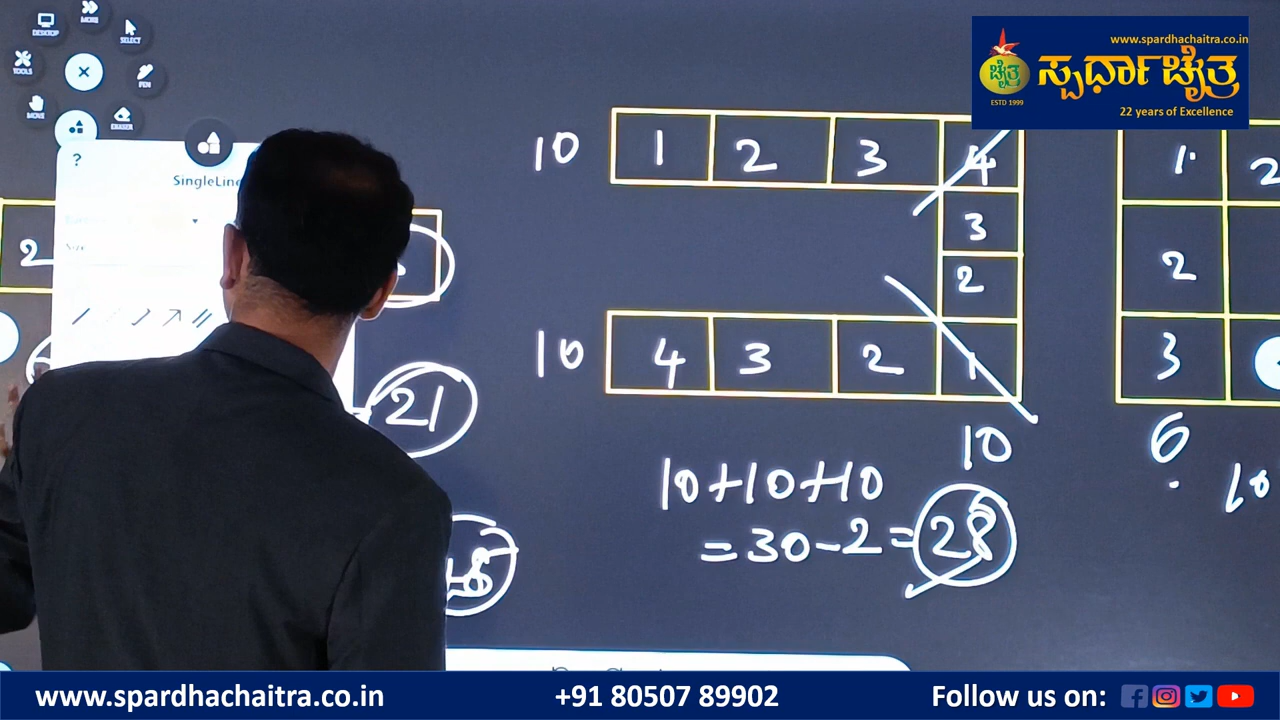 DESKTOP
MORE
SELECT
TOOLS
PEN
MOVE
ERASER
?
SingleLine
Size
2
21
10 1 2 3 4
3
2
10 4 3 2 1
10
10+10+10
=30-2=28
1 2
2
3
6
10
www.spardhachaitra.co.in
ಚೈತ್ರ
ಸ್ಪರ್ಧಾ ಚೈತ್ರ
ESTD 1999
22 years of Excellence
www.spardhachaitra.co.in
+91 80507 89902
Follow us on: